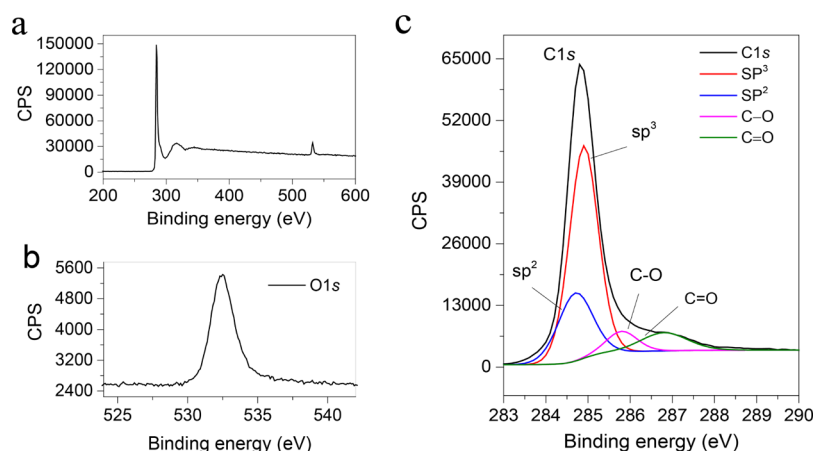 a
150000
120000
90000
60000
30000
0
CPS
200 300 400 500 600
Binding energy (eV)
b
5600
4800
4000
3200
2400
CPS
O1s
525 530 535 540
Binding energy (eV)
c
65000
52000
39000
26000
13000
0
CPS
C1s
sp³
sp²
C-O
C=O
C1s
SP³
SP²
C–O
C=O
283 284 285 286 287 288 289 290
Binding energy (eV)